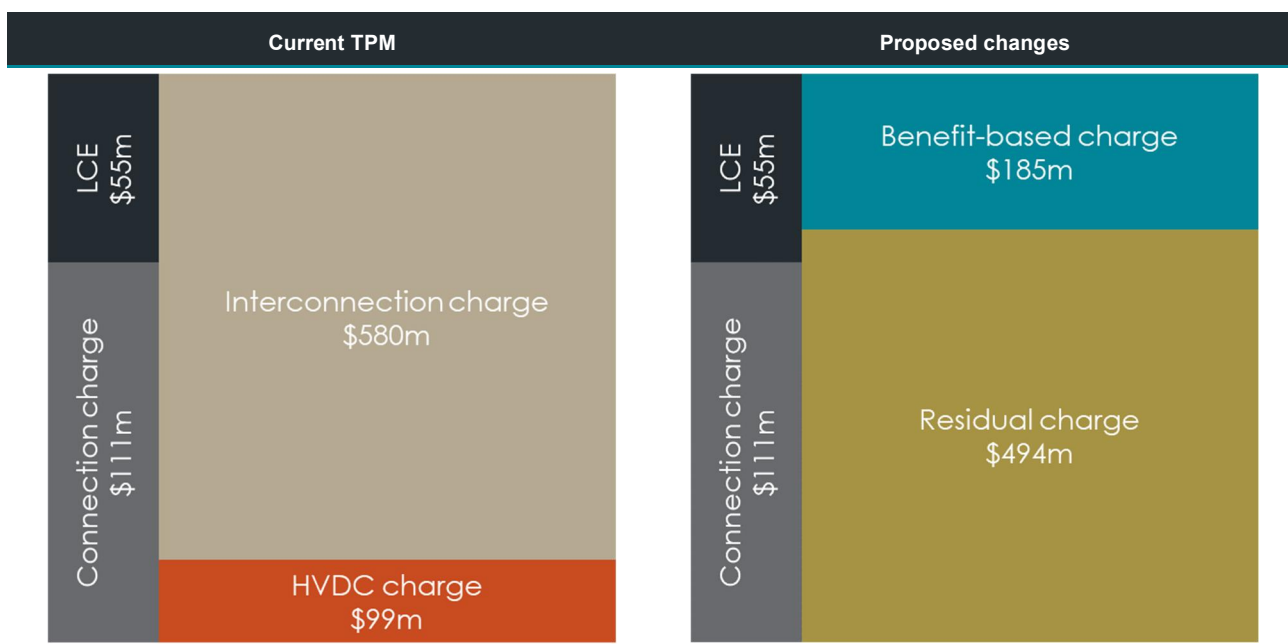 Current TPM
Proposed changes
LCE
$55m
Connection charge
$111m
Interconnection charge
$580m
HVDC charge
$99m
LCE
$55m
Connection charge
$111m
Benefit-based charge
$185m
Residual charge
$494m